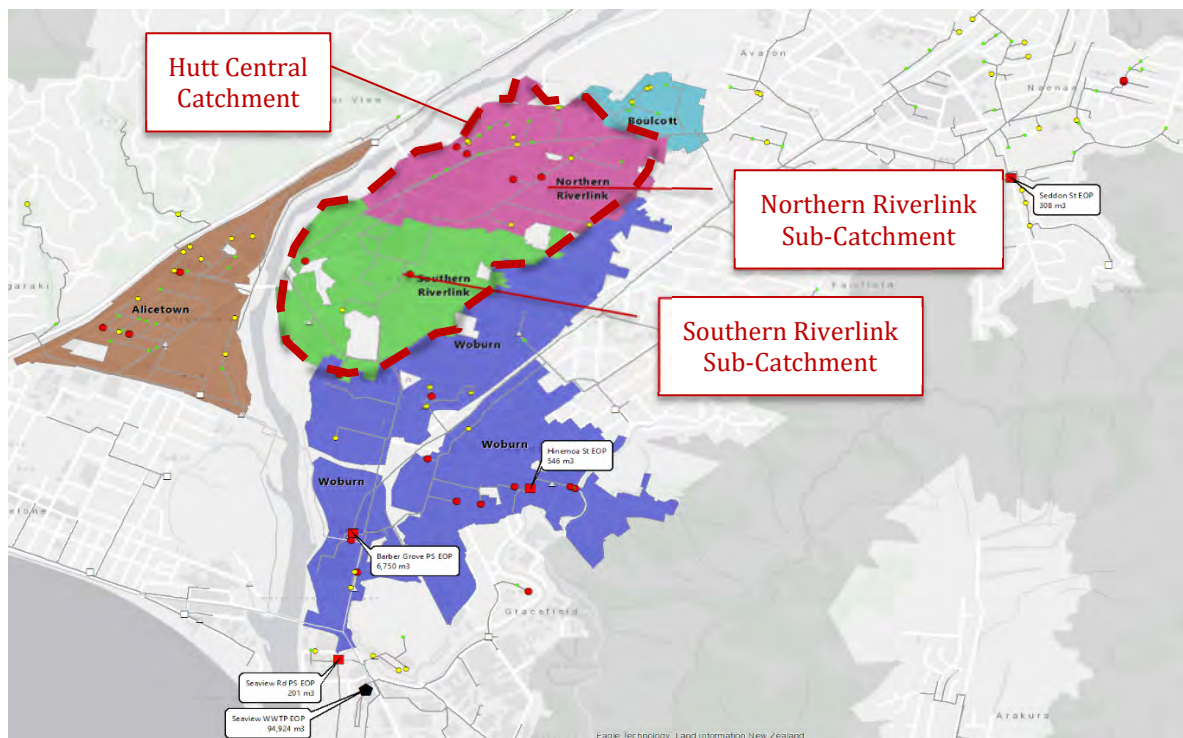 Hutt Central
Catchment
Avalon
Naenae
Boulcott
Northern
Riverlink
Northern Riverlink
Sub-Catchment
Seddon St EOP
308 m3
Southern
Riverlink
Fairfield
Alicetown
Southern Riverlink
Sub-Catchment
Woburn
Woburn
Hinemoa St EOP
546 m3
Woburn
Barber Grove PS EOP
6,750 m3
Gracefield
Seaview Rd PS EOP
201 m3
Seaview WWTP EOP
94,924 m3
Arakura
Eagle Technology, Land Information New Zealand